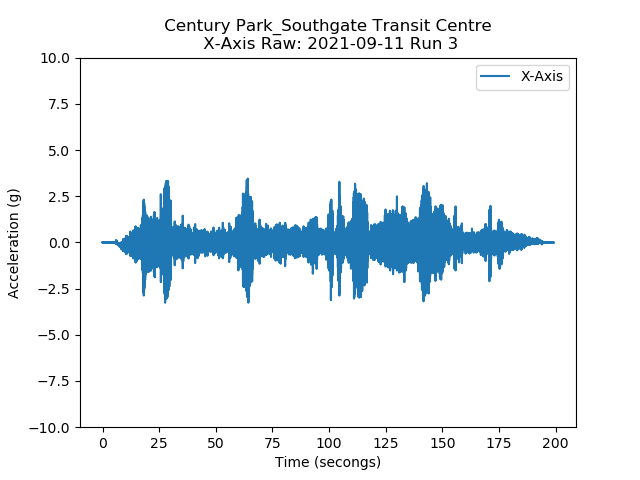 Century Park_Southgate Transit Centre
X-Axis Raw: 2021-09-11 Run 3
X-Axis
10.0
7.5
5.0
2.5
0.0
−2.5
−5.0
−7.5
−10.0
Acceleration (g)
0 25 50 75 100 125 150 175 200
Time (secongs)